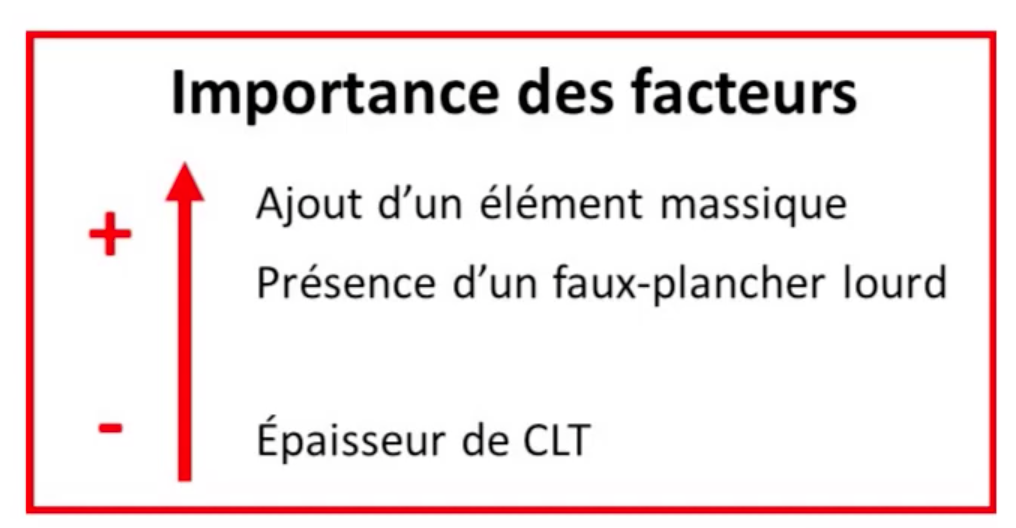 Importance des facteurs
Ajout d’un élément massique
+
Présence d’un faux-plancher lourd
-
Épaisseur de CLT